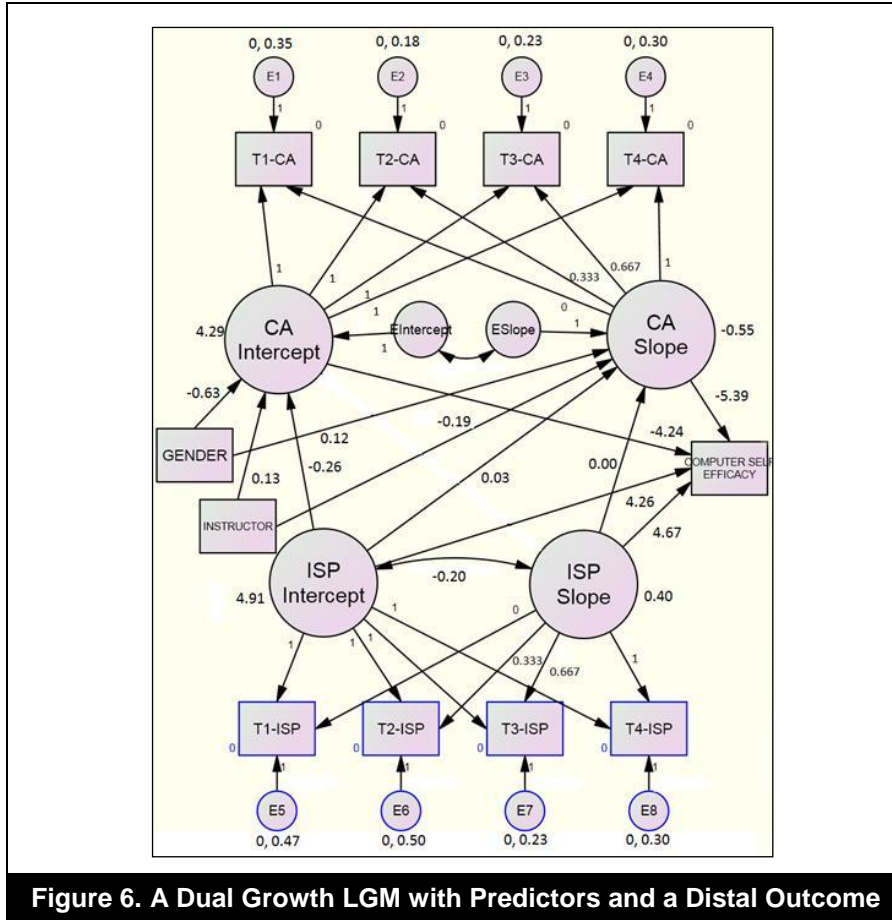 0, 0.35
0, 0.18
0, 0.23
0, 0.30
E1
E2
E3
E4
1
1
1
1
0
0
0
0
T1-CA
T2-CA
T3-CA
T4-CA
1
1
1
1
0.333
0.667
1
0
CA
Intercept
4.29
1
EIntercept
1
ESlope
1
CA
Slope
-0.55
-0.63
-5.39
GENDER
0.12
-0.19
-4.24
COMPUTER SELF
EFFICACY
0.13
-0.26
0.03
0.00
4.26
4.67
INSTRUCTOR
ISP
Intercept
4.91
-0.20
ISP
Slope
0.40
1
1
1
1
0
0.333
0.667
1
T1-ISP
T2-ISP
T3-ISP
T4-ISP
0
0
0
0
1
1
1
1
E5
E6
E7
E8
0, 0.47
0, 0.50
0, 0.23
0, 0.30
Figure 6. A Dual Growth LGM with Predictors and a Distal Outcome